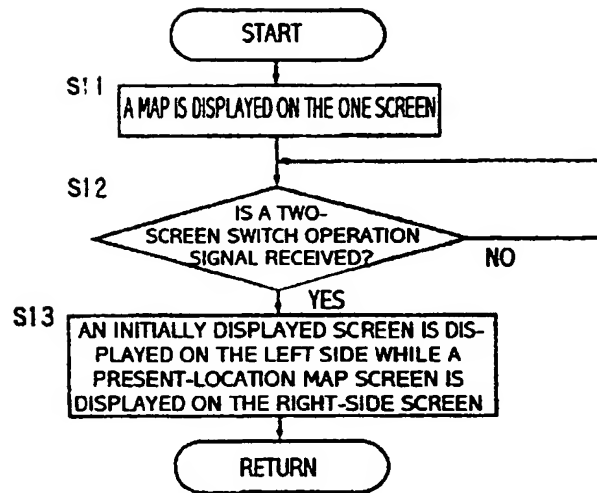 START
S11
A MAP IS DISPLAYED ON THE ONE SCREEN
S12
IS A TWO-
SCREEN SWITCH OPERATION
SIGNAL RECEIVED?
NO
YES
S13
AN INITIALLY DISPLAYED SCREEN IS DIS-
PLAYED ON THE LEFT SIDE WHILE A
PRESENT-LOCATION MAP SCREEN IS
DISPLAYED ON THE RIGHT-SIDE SCREEN
RETURN